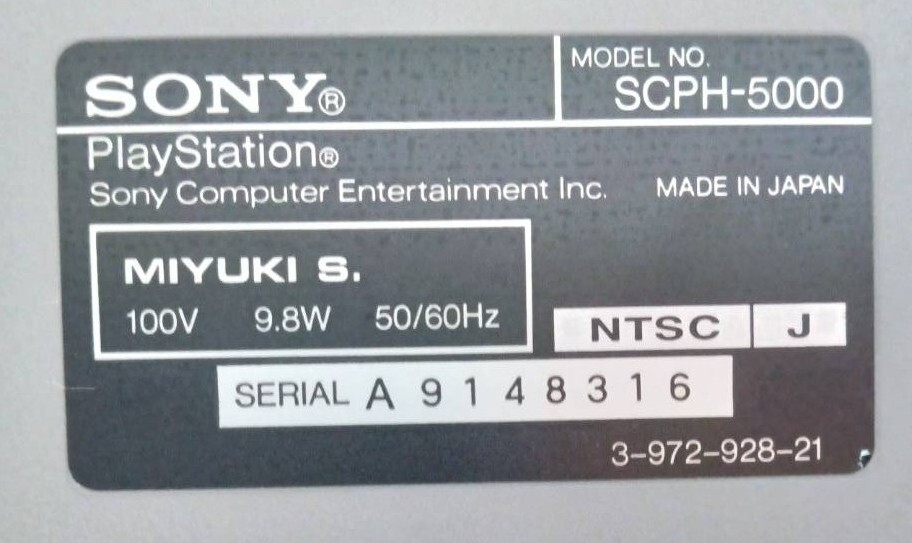 SONY®
MODEL NO.
SCPH-5000
PlayStation®
Sony Computer Entertainment Inc. MADE IN JAPAN
MIYUKI S.
100V 9.8W 50/60Hz
NTSC J
SERIAL A 9 1 4 8 3 1 6
3-972-928-21